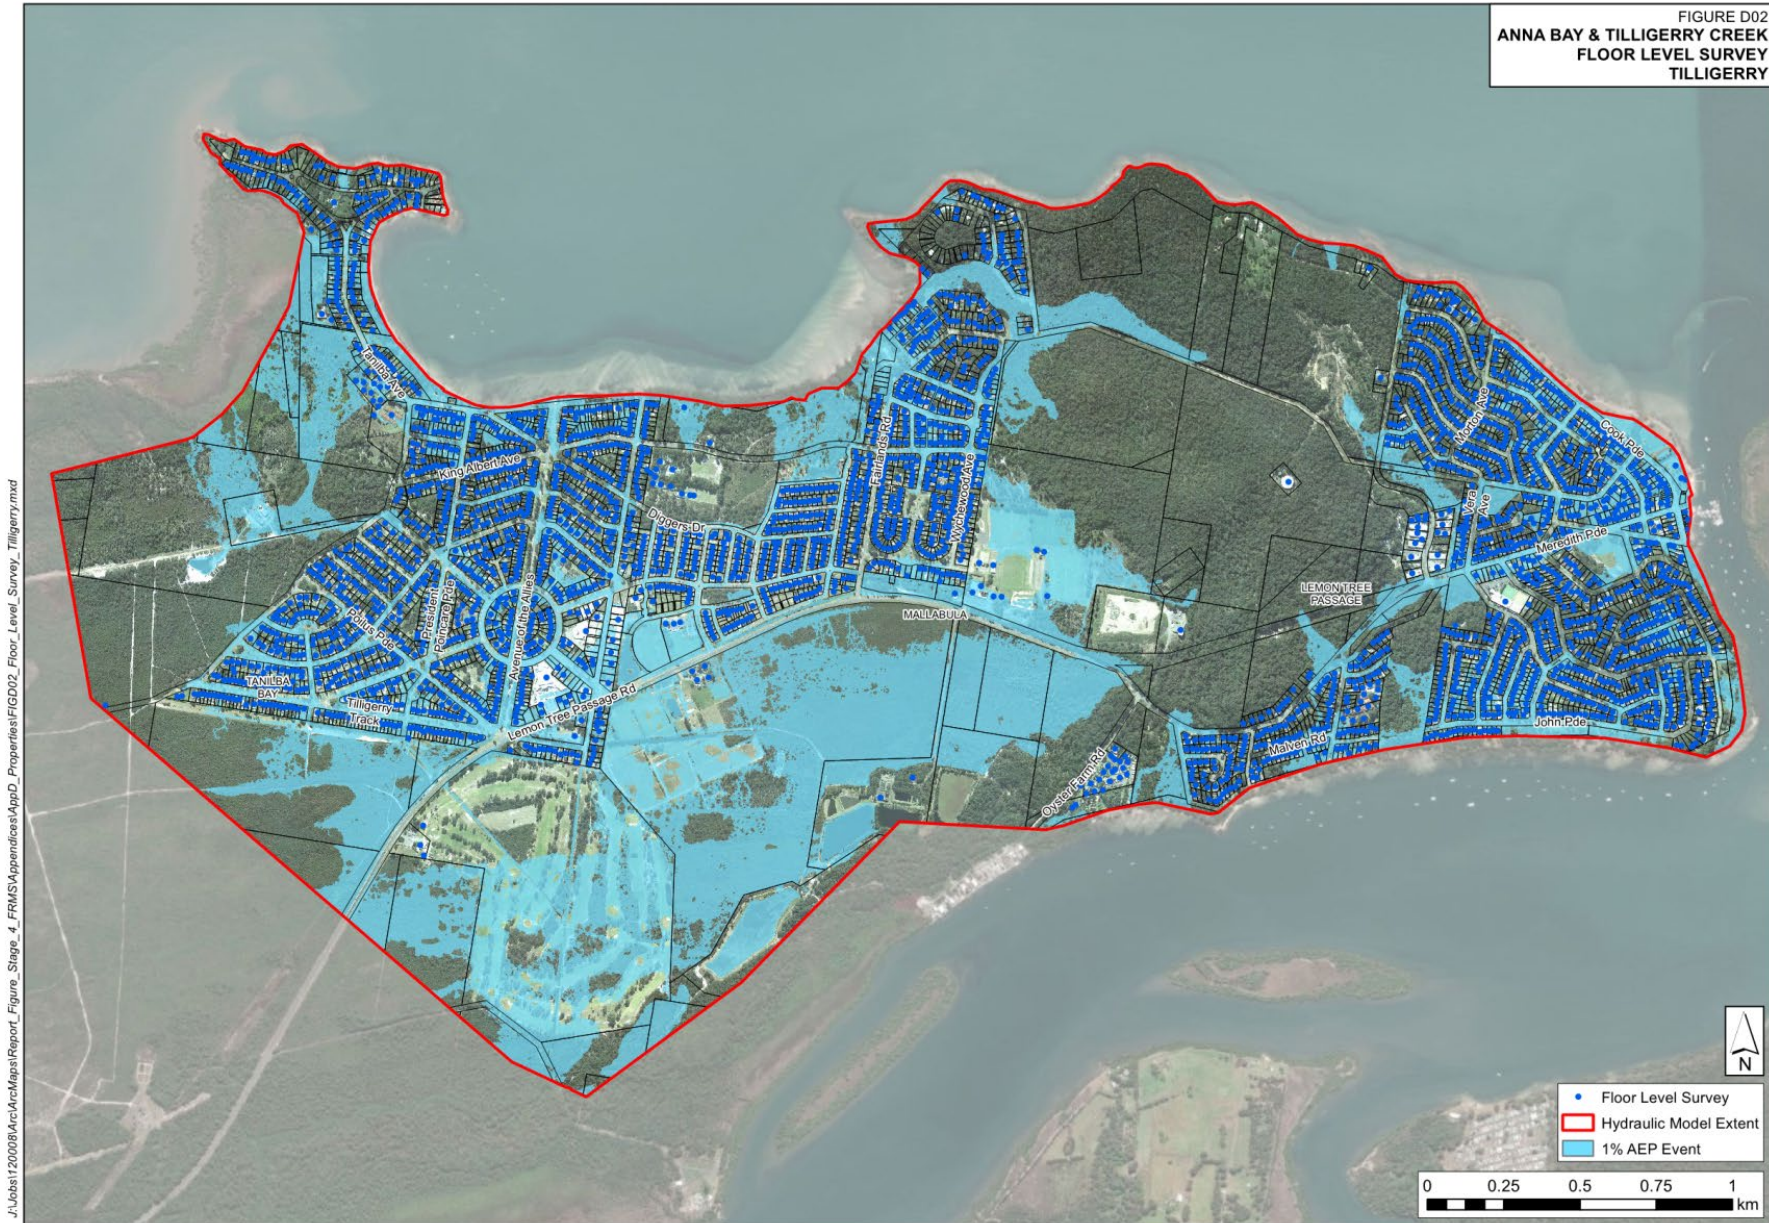 FIGURE D02
ANNA BAY & TILLIGERRY CREEK
FLOOR LEVEL SURVEY
TILLIGERRY
J:\Jobs\120008\Arc\ArcMaps\Report_Figure_Stage_4_FRMS\Appendices\AppD_Properties\FIGD02_Floor_Level_Survey_Tilligerry.mxd
Tanilba Ave
King Albert Ave
Fairlands Rd
Wychewood Ave
Diggers Dr
Morton Ave
Cook Pde
Vera
Ave
Meredith Pde
LEMON TREE
PASSAGE
MALLABULA
President
Poincare Pde
Pollus Pde
Avenue of the Allies
TANILBA
BAY
Tilligerry
Track
Lemon Tree Passage Rd
Oyster Farm Rd
Malven Rd
John Pde
N
Floor Level Survey
Hydraulic Model Extent
1% AEP Event
0 0.25 0.5 0.75 1
km